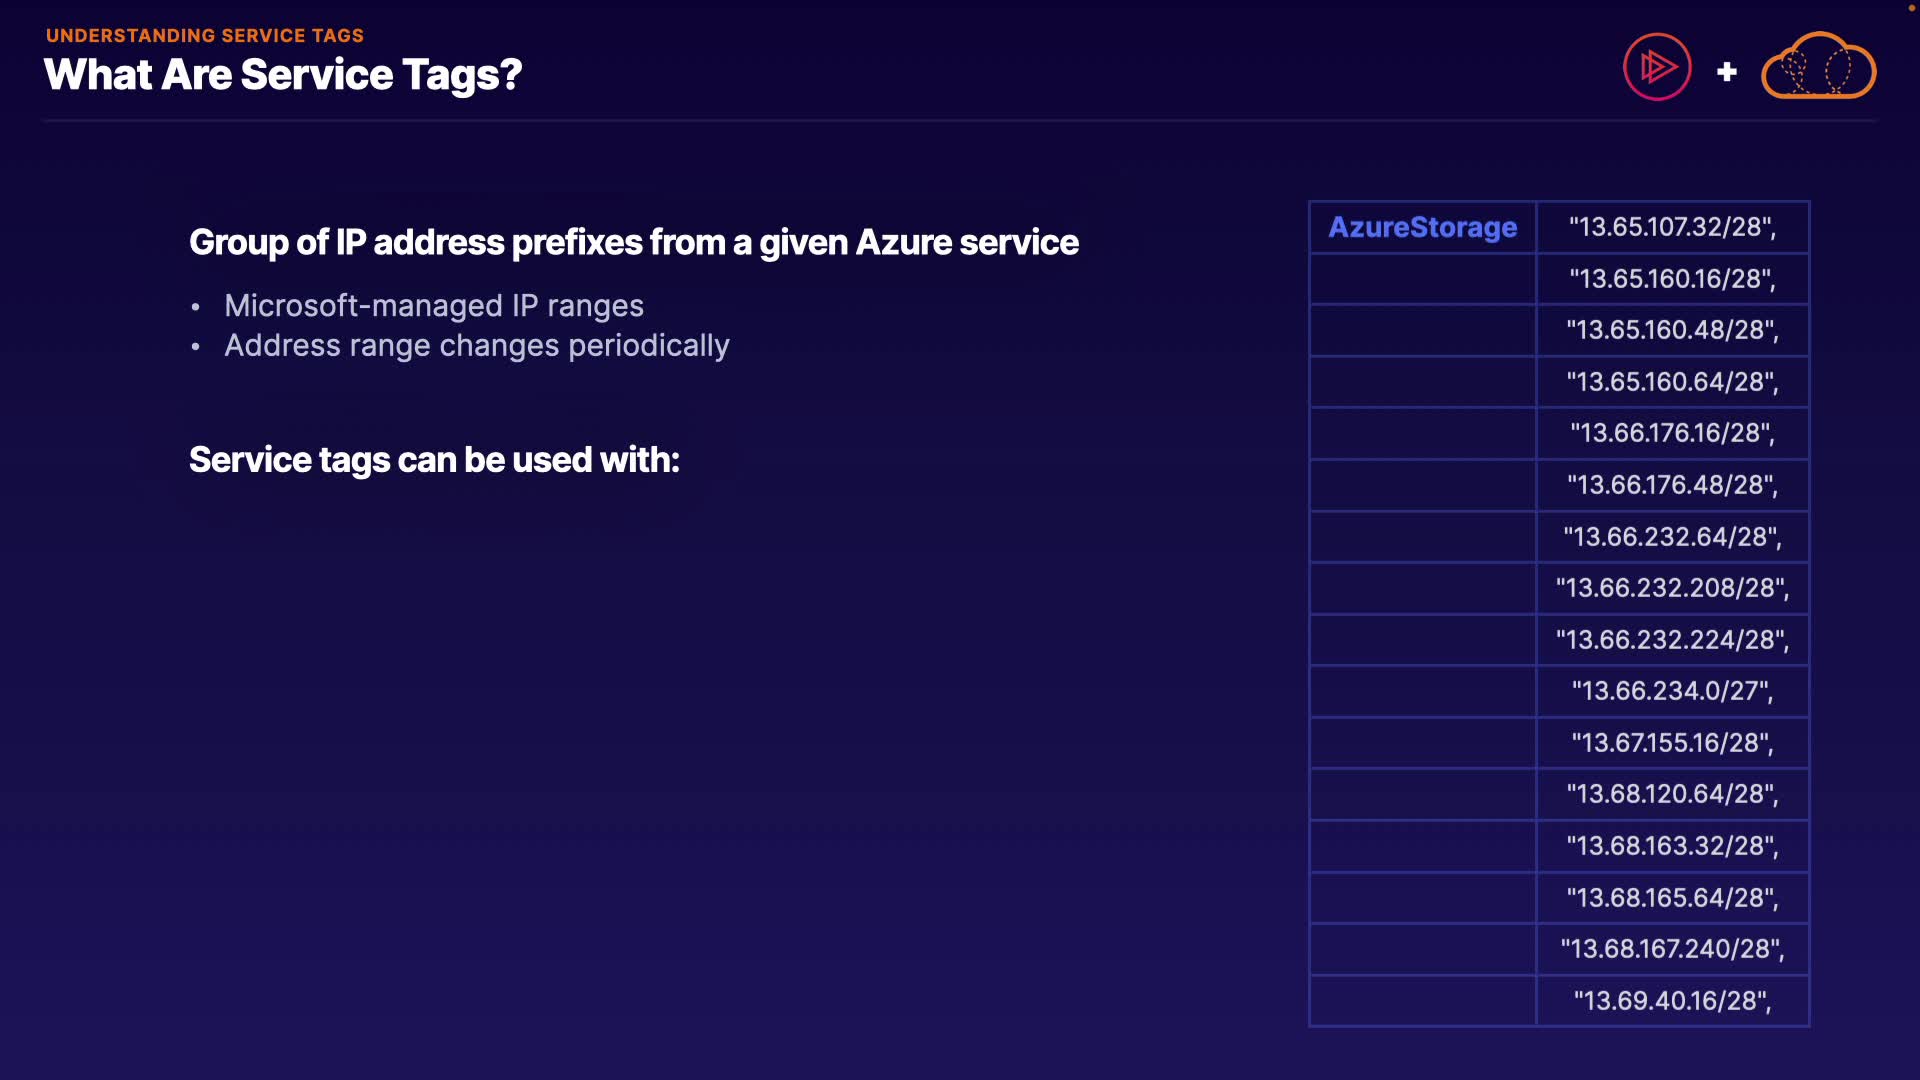 UNDERSTANDING SERVICE TAGS
What Are Service Tags?
+
Group of IP address prefixes from a given Azure service
• Microsoft-managed IP ranges
• Address range changes periodically
Service tags can be used with:
AzureStorage "13.65.107.32/28",
"13.65.160.16/28",
"13.65.160.48/28",
"13.65.160.64/28",
"13.66.176.16/28",
"13.66.176.48/28",
"13.66.232.64/28",
"13.66.232.208/28",
"13.66.232.224/28",
"13.66.234.0/27",
"13.67.155.16/28",
"13.68.120.64/28",
"13.68.163.32/28",
"13.68.165.64/28",
"13.68.167.240/28",
"13.69.40.16/28",